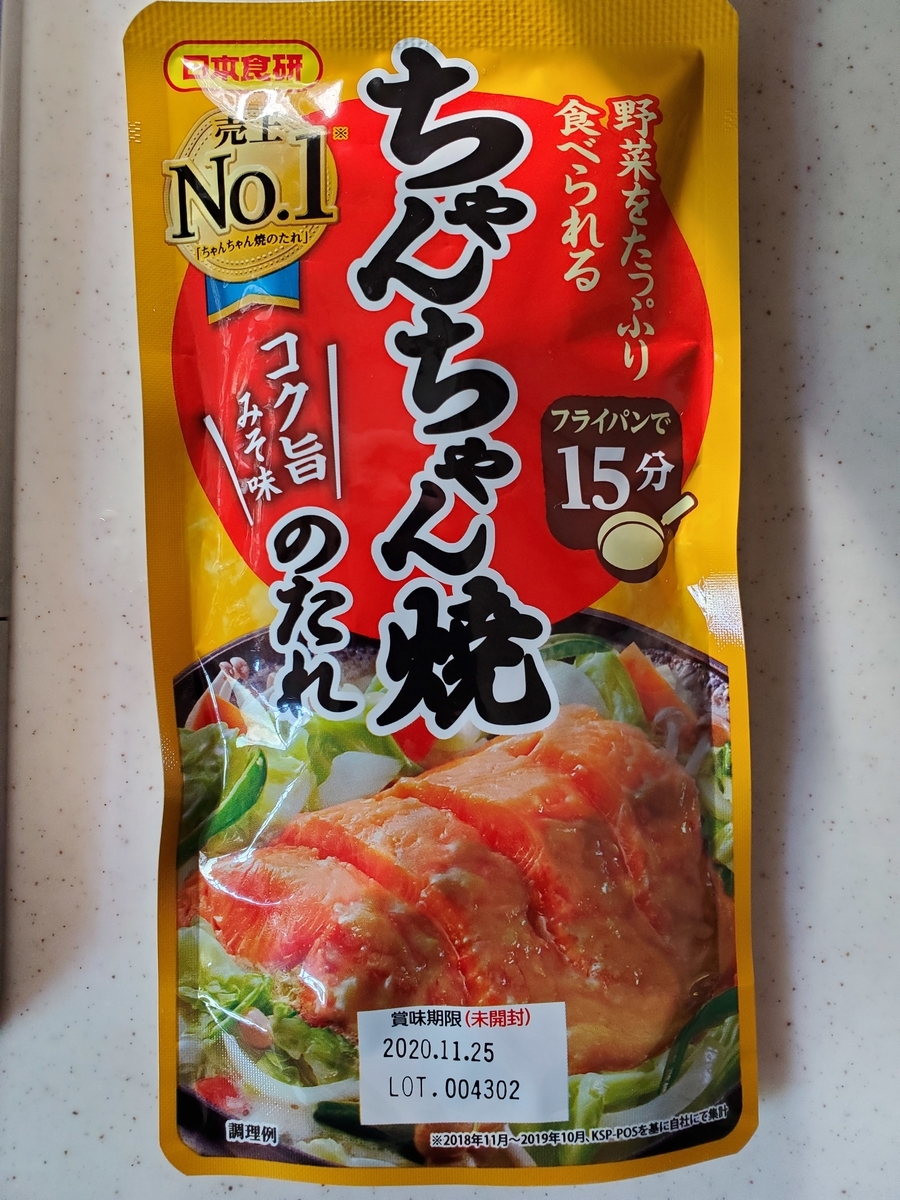 日本食研
売上
No.1
※
「ちゃんちゃん焼のたれ」
野菜をたっぷり
食べられる
ちゃんちゃん焼
のたれ
コク旨
みそ味
フライパンで
15分
賞味期限(未開封)
2020.11.25
LOT.004302
調理例
※2018年11月～2019年10月、KSP-POSを基に自社にて集計